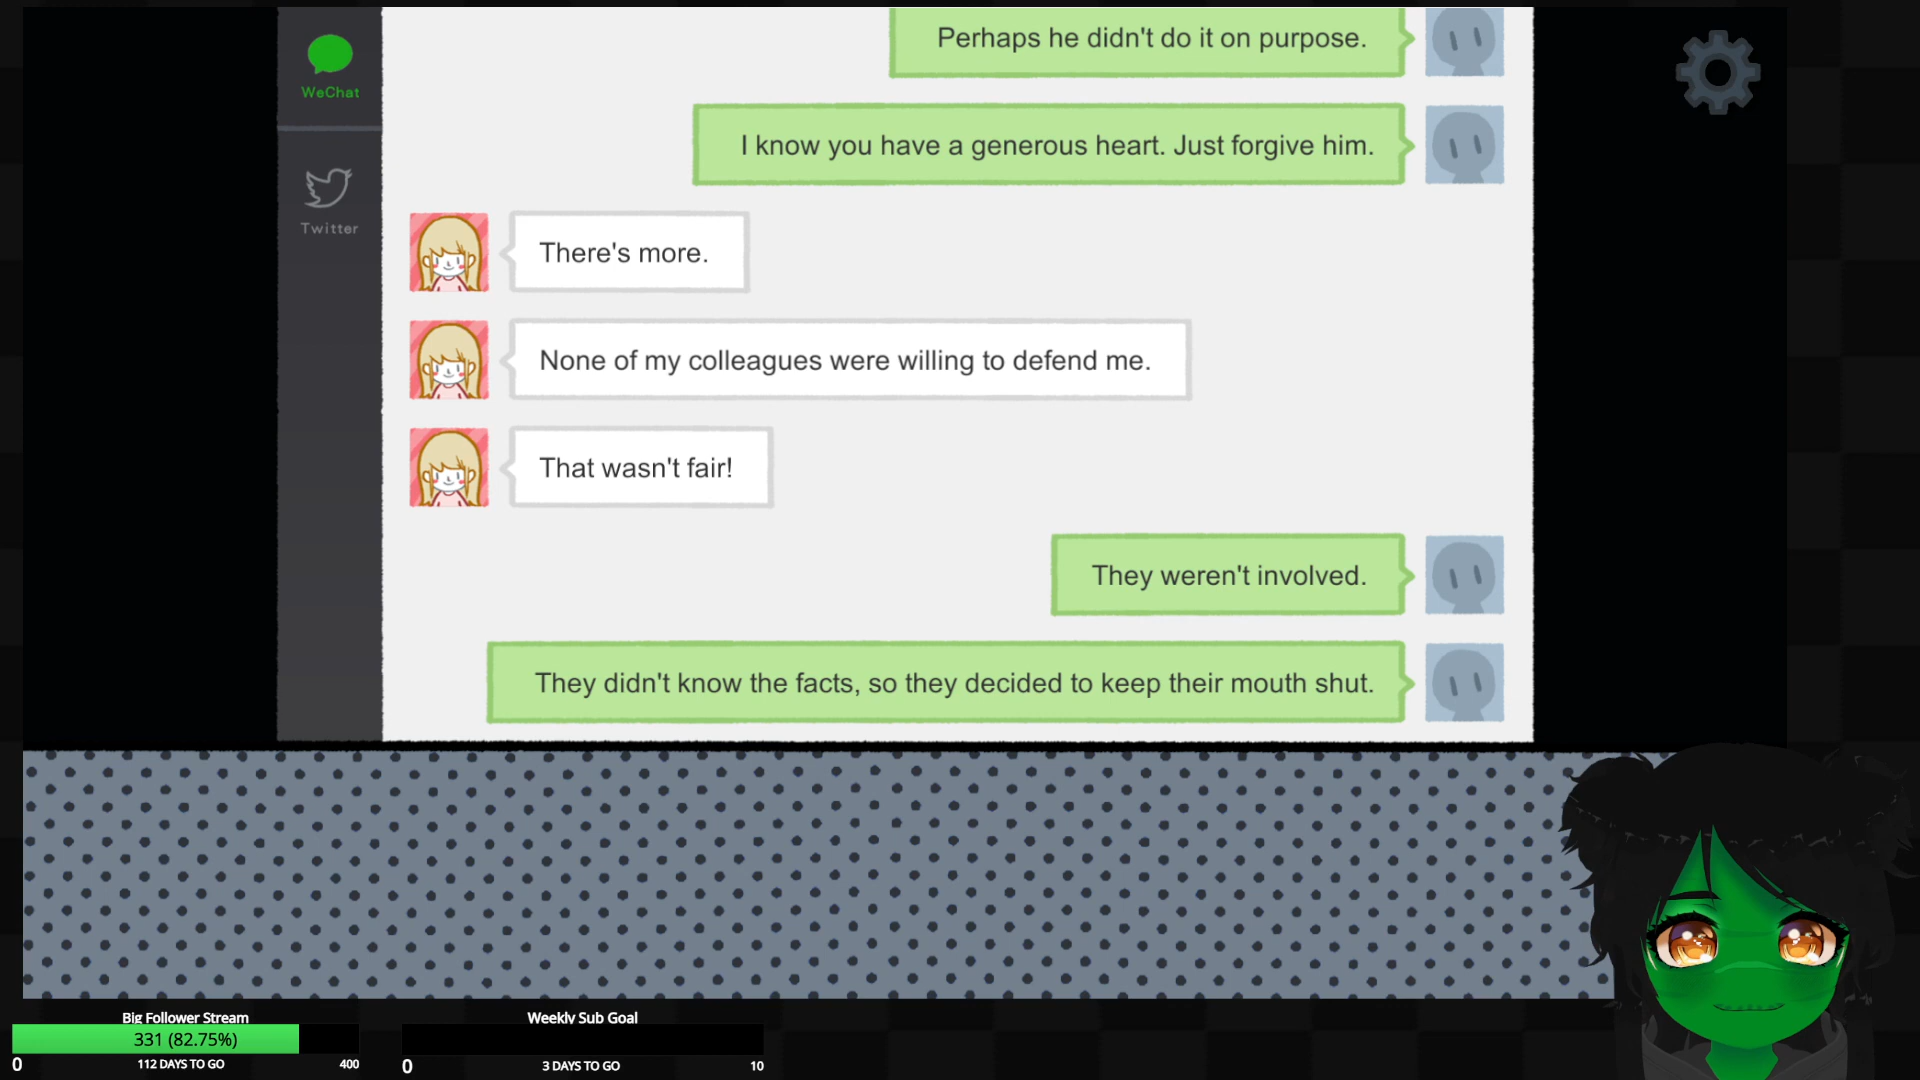 Perhaps he didn't do it on purpose.
WeChat
I know you have a generous heart. Just forgive him.
Twitter
There's more.
None of my colleagues were willing to defend me.
That wasn't fair!
They weren't involved.
They didn't know the facts, so they decided to keep their mouth shut.
Big Follower Stream
331 (82.75%)
0 112 DAYS TO GO 400
Weekly Sub Goal
0 3 DAYS TO GO 10